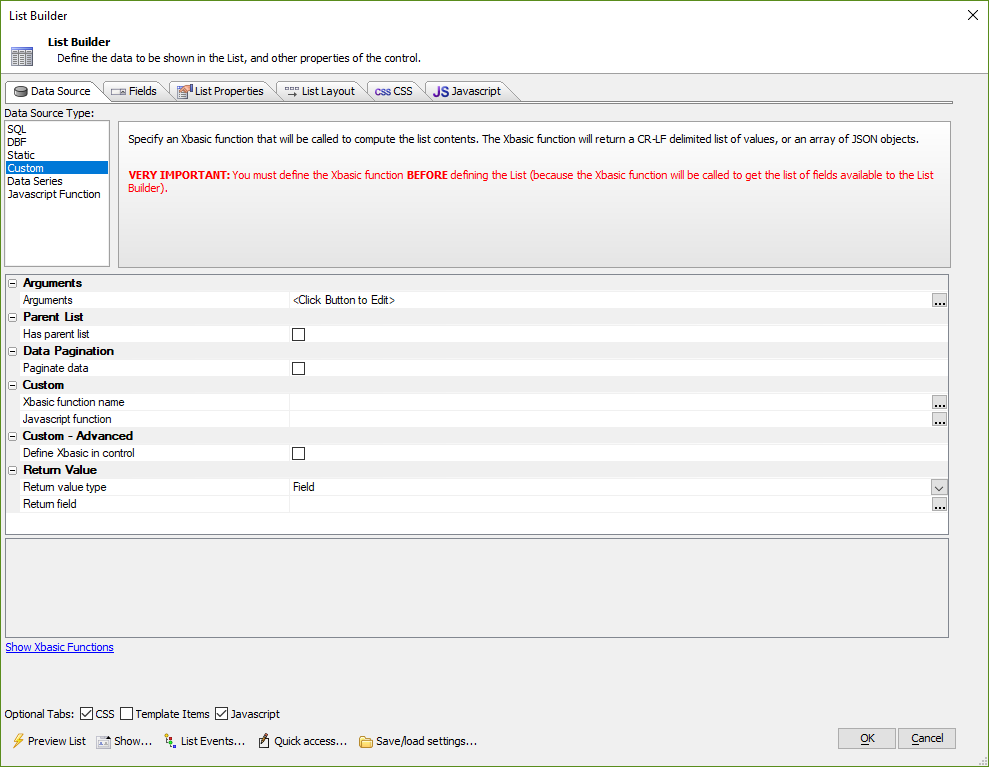 List Builder
List Builder
Define the data to be shown in the List, and other properties of the control.
Data Source Fields List Properties List Layout css CSS JS Javascript
Data Source Type:
SQL
DBF
Static
Custom
Data Series
Javascript Function
Specify an Xbasic function that will be called to compute the list contents. The Xbasic function will return a CR-LF delimited list of values, or an array of JSON objects.
VERY IMPORTANT: You must define the Xbasic function BEFORE defining the List (because the Xbasic function will be called to get the list of fields available to the List
Builder).
Arguments
Arguments <Click Button to Edit> ...
Parent List
Has parent list
Data Pagination
Paginate data
Custom
Xbasic function name ...
Javascript function ...
Custom - Advanced
Define Xbasic in control
Return Value
Return value type Field
Return field ...
Show Xbasic Functions
Optional Tabs: CSS Template Items Javascript
Preview List Show... List Events... Quick access... Save/load settings... OK Cancel